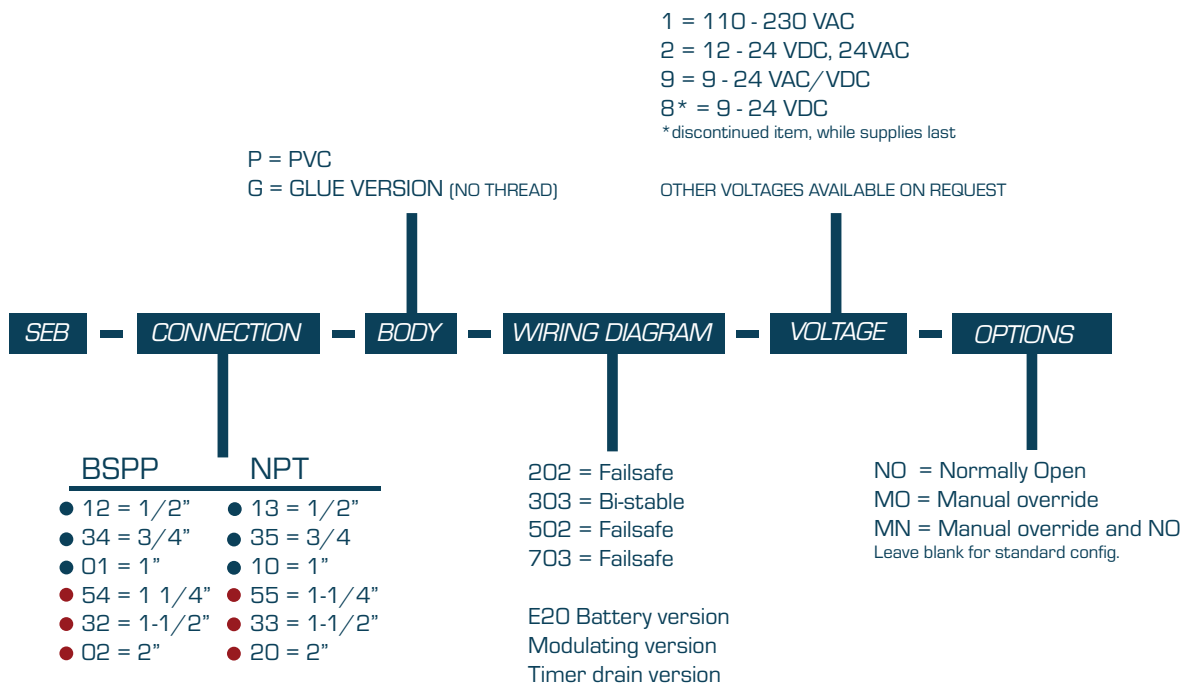 1 = 110 - 230 VAC
2 = 12 - 24 VDC, 24VAC
9 = 9 - 24 VAC/VDC
8* = 9 - 24 VDC
*discontinued item, while supplies last
OTHER VOLTAGES AVAILABLE ON REQUEST
P = PVC
G = GLUE VERSION (NO THREAD)
SEB - CONNECTION - BODY - WIRING DIAGRAM - VOLTAGE - OPTIONS
BSPP NPT
12 = 1/2” 13 = 1/2”
34 = 3/4” 35 = 3/4
01 = 1” 10 = 1”
54 = 1 1/4” 55 = 1-1/4”
32 = 1-1/2” 33 = 1-1/2”
02 = 2” 20 = 2”
202 = Failsafe
303 = Bi-stable
502 = Failsafe
703 = Failsafe
E20 Battery version
Modulating version
Timer drain version
NO = Normally Open
MO = Manual override
MN = Manual override and NO
Leave blank for standard config.